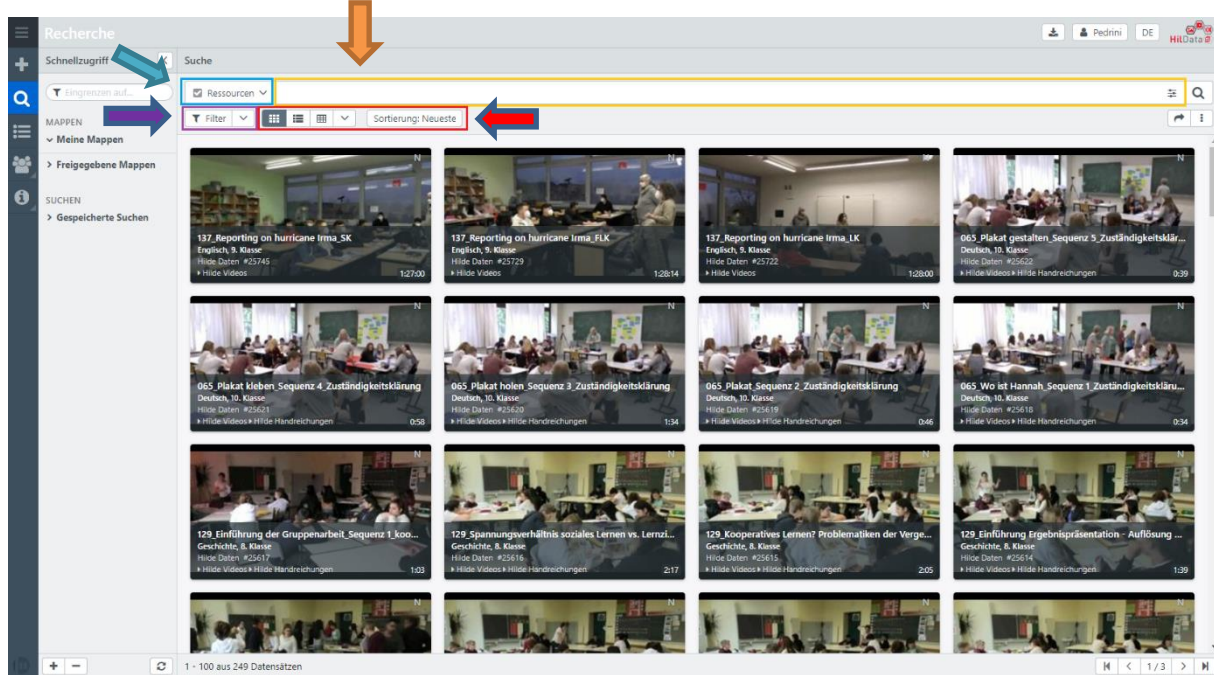 Recherche
Pedrini
DE
HilData
Schnellzugriff
Suche
Eingrenzen auf...
Ressourcen
MAPPEN
Filter
Sortierung: Neueste
Meine Mappen
Freigegebene Mappen
SUCHEN
Gespeicherte Suchen
N
137_Reporting on hurricane Irma_SK
Englisch, 9. Klasse
Hilde Daten #25745
Hilde Videos
1:27:00
N
137_Reporting on hurricane Irma_FLK
Englisch, 9. Klasse
Hilde Daten #25729
Hilde Videos
1:28:14
137_Reporting on hurricane Irma_LK
Englisch, 9. Klasse
Hilde Daten #25722
Hilde Videos
1:28:00
N
065_Plakat gestalten_Sequenz 5_Zuständigkeitsklär...
Deutsch, 10. Klasse
Hilde Daten #25622
Hilde Videos Hilde Handreichungen
0:39
N
065_Plakat kleben_Sequenz 4_Zuständigkeitsklärung
Deutsch, 10. Klasse
Hilde Daten #25621
Hilde Videos Hilde Handreichungen
0:58
N
065_Plakat holen_Sequenz 3_Zuständigkeitsklärung
Deutsch, 10. Klasse
Hilde Daten #25620
Hilde Videos Hilde Handreichungen
1:34
N
065_Plakat_Sequenz 2_Zuständigkeitsklärung
Deutsch, 10. Klasse
Hilde Daten #25619
Hilde Videos Hilde Handreichungen
0:46
N
065_Wo ist Hannah_Sequenz 1_Zuständigkeitskläru...
Deutsch, 10. Klasse
Hilde Daten #25618
Hilde Videos Hilde Handreichungen
0:34
N
129_Einführung der Gruppenarbeit_Sequenz 1_koo...
Geschichte, 8. Klasse
Hilde Daten #25617
Hilde Videos Hilde Handreichungen
1:03
N
129_Spannungsverhältnis soziales Lernen vs. Lernzi...
Geschichte, 8. Klasse
Hilde Daten #25616
Hilde Videos Hilde Handreichungen
2:17
N
129_Kooperatives Lernen? Problematiken der Verge...
Geschichte, 8. Klasse
Hilde Daten #25615
Hilde Videos Hilde Handreichungen
2:05
N
129_Einführung Ergebnispräsentation - Auflösung ...
Geschichte, 8. Klasse
Hilde Daten #25614
Hilde Videos Hilde Handreichungen
1:39
N
N
N
N
1 - 100 aus 249 Datensätzen
1 / 3